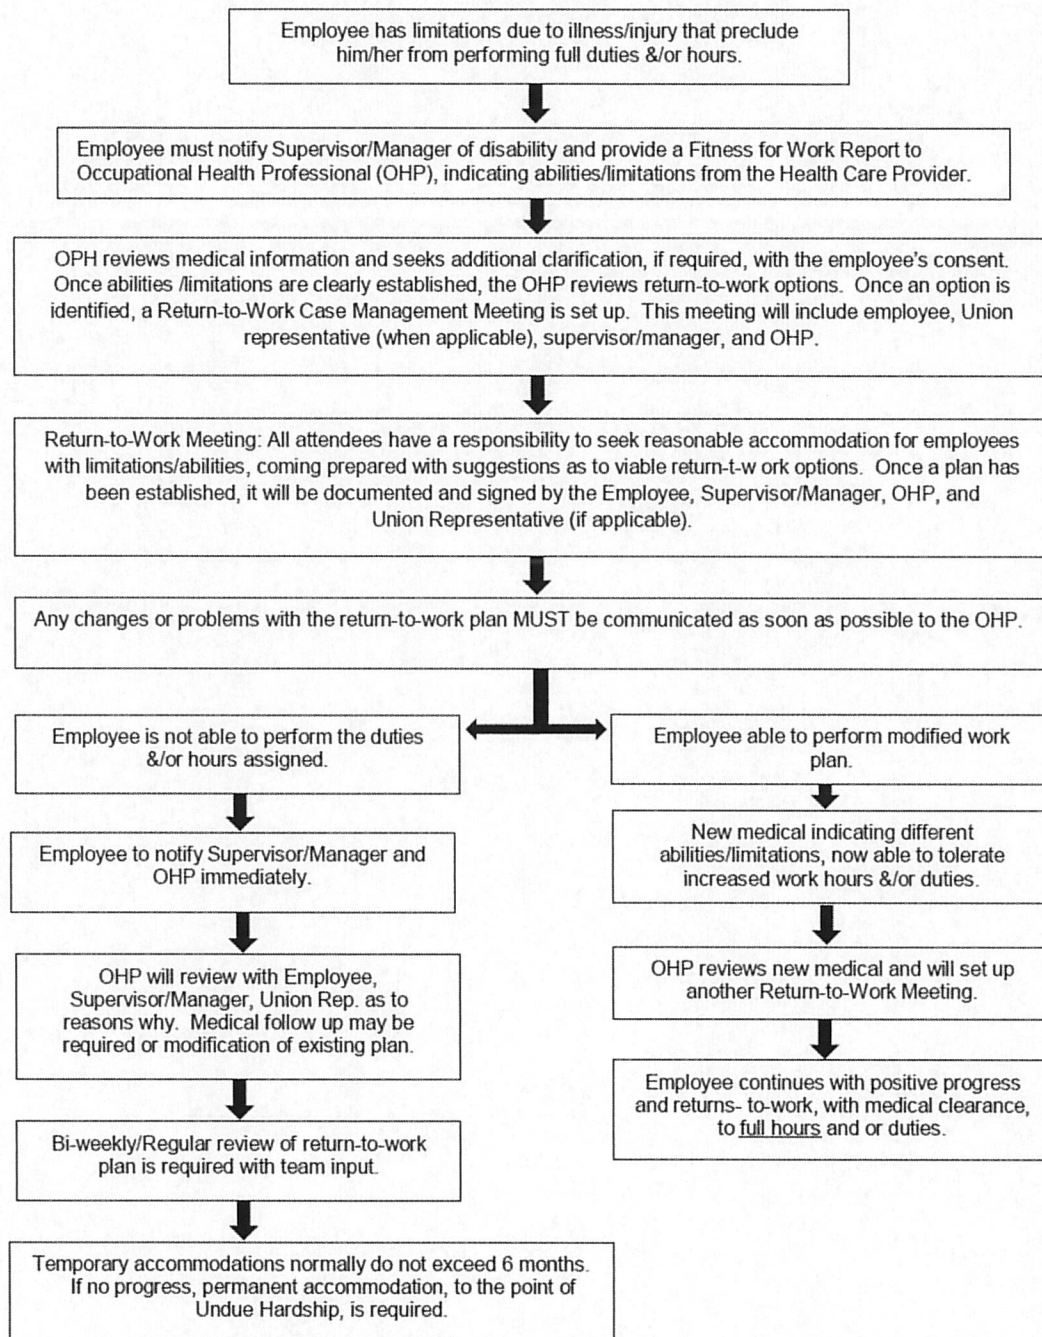 Employee has limitations due to illness/injury that preclude
him/her from performing full duties &/or hours.
Employee must notify Supervisor/Manager of disability and provide a Fitness for Work Report to
Occupational Health Professional (OHP), indicating abilities/limitations from the Health Care Provider.
OPH reviews medical information and seeks additional clarification, if required, with the employee's consent.
Once abilities /limitations are clearly established, the OHP reviews return-to-work options. Once an option is
identified, a Return-to-Work Case Management Meeting is set up. This meeting will include employee, Union
representative (when applicable), supervisor/manager, and OHP.
Return-to-Work Meeting: All attendees have a responsibility to seek reasonable accommodation for employees
with limitations/abilities, coming prepared with suggestions as to viable return-t-w ork options. Once a plan has
been established, it will be documented and signed by the Employee, Supervisor/Manager, OHP, and
Union Representative (if applicable).
Any changes or problems with the return-to-work plan MUST be communicated as soon as possible to the OHP.
Employee is not able to perform the duties
&/or hours assigned.
Employee to notify Supervisor/Manager and
OHP immediately.
OHP will review with Employee,
Supervisor/Manager, Union Rep. as to
reasons why. Medical follow up may be
required or modification of existing plan.
Bi-weekly/Regular review of return-to-work
plan is required with team input.
Temporary accommodations normally do not exceed 6 months.
If no progress, permanent accommodation, to the point of
Undue Hardship, is required.
Employee able to perform modified work
plan.
New medical indicating different
abilities/limitations, now able to tolerate
increased work hours &/or duties.
OHP reviews new medical and will set up
another Return-to-Work Meeting.
Employee continues with positive progress
and returns- to-work, with medical clearance,
to full hours and or duties.